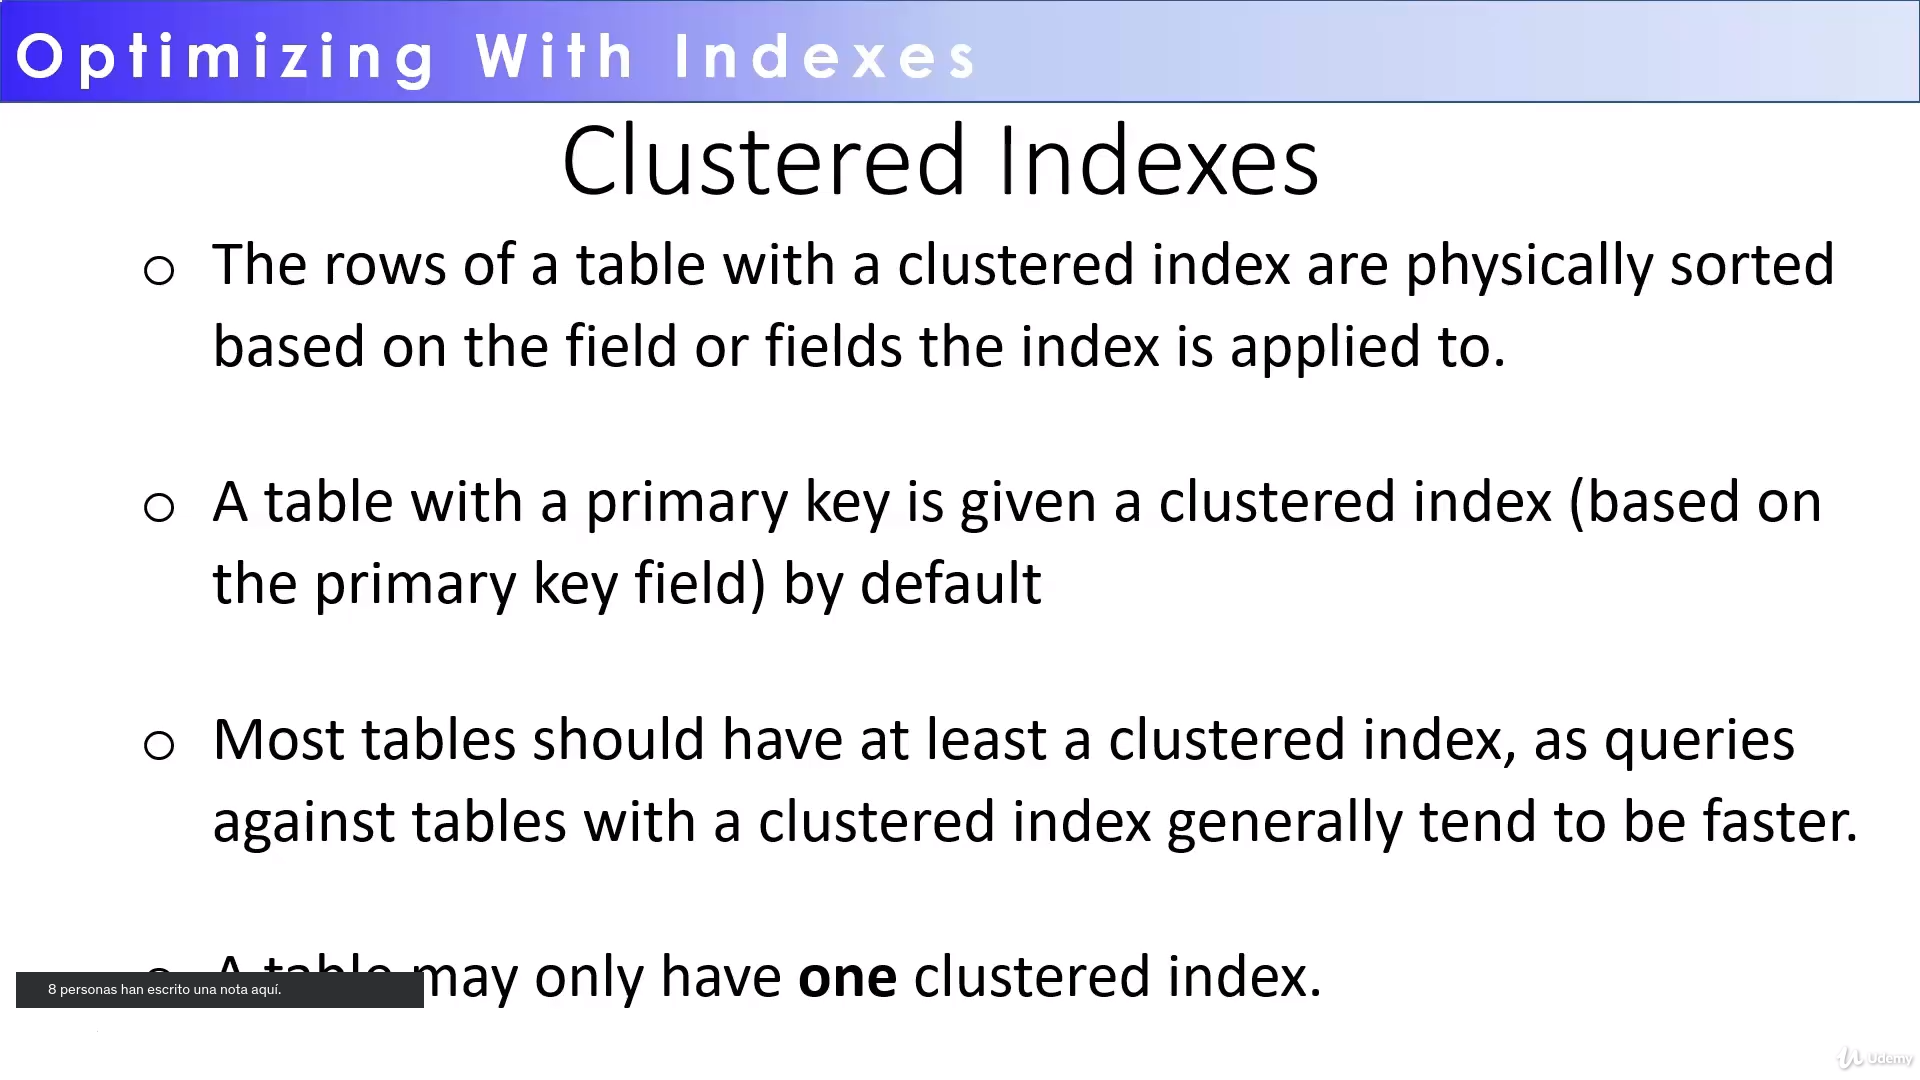 Optimizing With Indexes
Clustered Indexes
o The rows of a table with a clustered index are physically sorted
based on the field or fields the index is applied to.
o A table with a primary key is given a clustered index (based on
the primary key field) by default
o Most tables should have at least a clustered index, as queries
against tables with a clustered index generally tend to be faster.
o A table may only have one clustered index.
8 personas han escrito una nota aquí.
Udemy